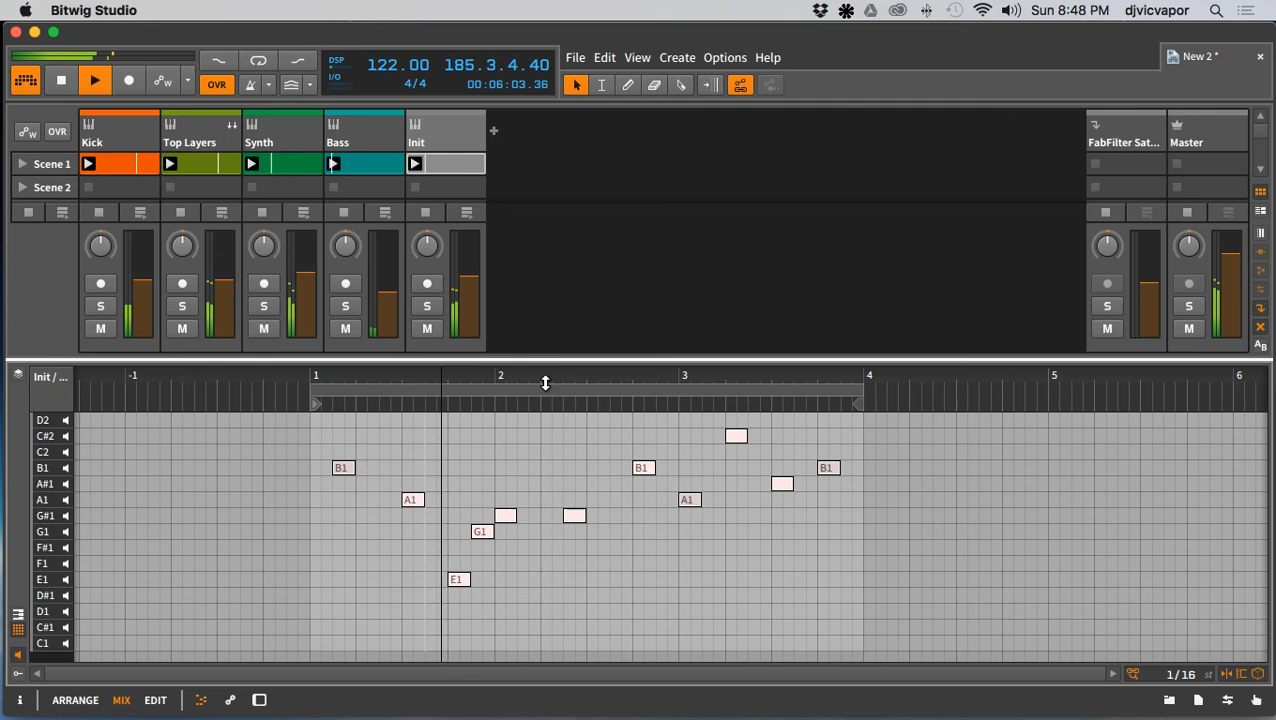 Bitwig Studio
Sun 8:48 PM
djvicvapor
OVR
DSP
I/O
122.00
4/4
185.3.4.40
00:00:06:03.36
File Edit View Create Options Help
New 2 *
OVR
Kick
Top Layers
Synth
Bass
Init
FabFilter Sat...
Master
Scene 1
Scene 2
S S S S S S S
M M M M M M M
AB
Init / ...
-1 1 2 3 4 5 6
D2
C#2
C2
B1 B1 B1 B1
A#1
A1 A1 A1
G#1
G1 G1
F#1
F1
E1 E1
D#1
D1
C#1
C1
1/16 st
i ARRANGE MIX EDIT